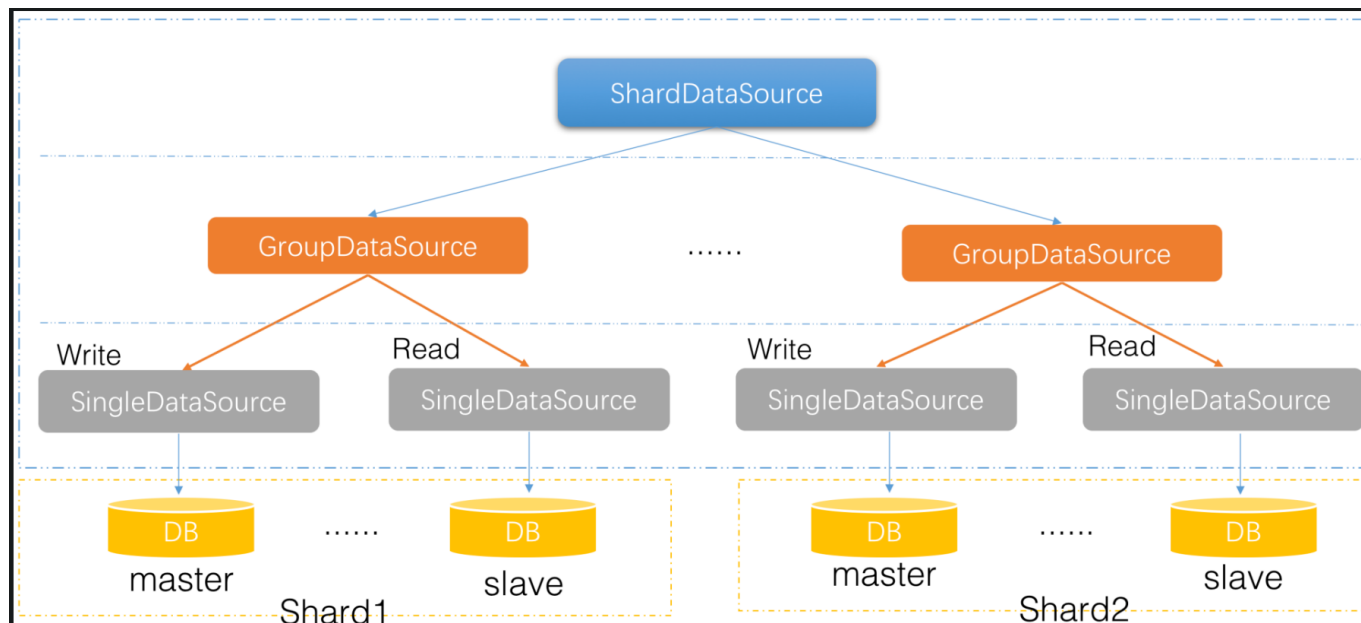 ShardDataSource
GroupDataSource
······
GroupDataSource
Write
Read
Write
Read
SingleDataSource
SingleDataSource
SingleDataSource
SingleDataSource
DB
······
DB
DB
······
DB
master
slave
master
slave
Shard1
Shard2